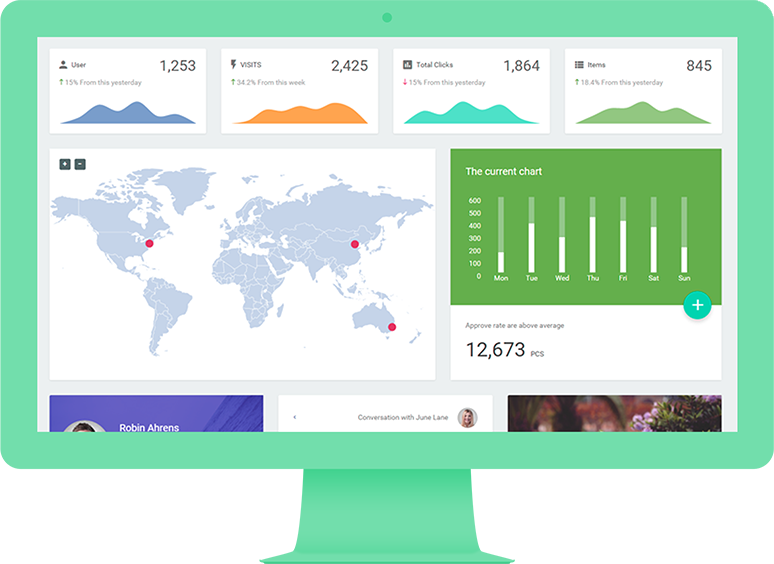 User 1,253
15% From this yesterday
VISITS 2,425
34.2% From this week
Total Clicks 1,864
15% From this yesterday
Items 845
18.4% From this yesterday
+ −
The current chart
600
500
400
300
200
100
0
Mon Tue Wed Thu Fri Sat Sun
+
Approve rate are above average
12,673 PCS
Robin Ahrens
Conversation with June Lane